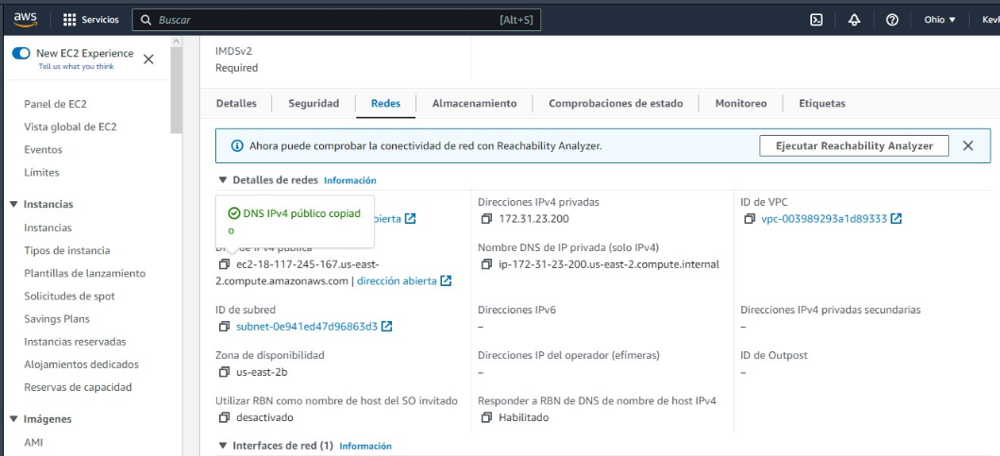 aws
Servicios
Buscar
[Alt+S]
Ohio ▼
New EC2 Experience
Tell us what you think
Panel de EC2
Vista global de EC2
Eventos
Límites
▼ Instancias
Instancias
Tipos de instancia
Plantillas de lanzamiento
Solicitudes de spot
Savings Plans
Instancias reservadas
Alojamientos dedicados
Reservas de capacidad
▼ Imágenes
AMI
IMDSv2
Required
Detalles
Seguridad
Redes
Almacenamiento
Comprobaciones de estado
Monitoreo
Etiquetas
Ahora puede comprobar la conectividad de red con Reachability Analyzer.
Ejecutar Reachability Analyzer
▼ Detalles de redes Información
DNS IPv4 público copiad
o
ec2-18-117-245-167.us-east-
2.compute.amazonaws.com | dirección abierta
Direcciones IPv4 privadas
172.31.23.200
ID de VPC
vpc-003989293a1d89333
Nombre DNS de IP privada (solo IPv4)
ip-172-31-23-200.us-east-2.compute.internal
ID de subred
subnet-0e941ed47d96863d3
Direcciones IPv6
–
Direcciones IPv4 privadas secundarias
–
Zona de disponibilidad
us-east-2b
Direcciones IP del operador (efímeras)
–
ID de Outpost
–
Utilizar RBN como nombre de host del SO invitado
desactivado
Responder a RBN de DNS de nombre de host IPv4
Habilitado
▼ Interfaces de red (1) Información